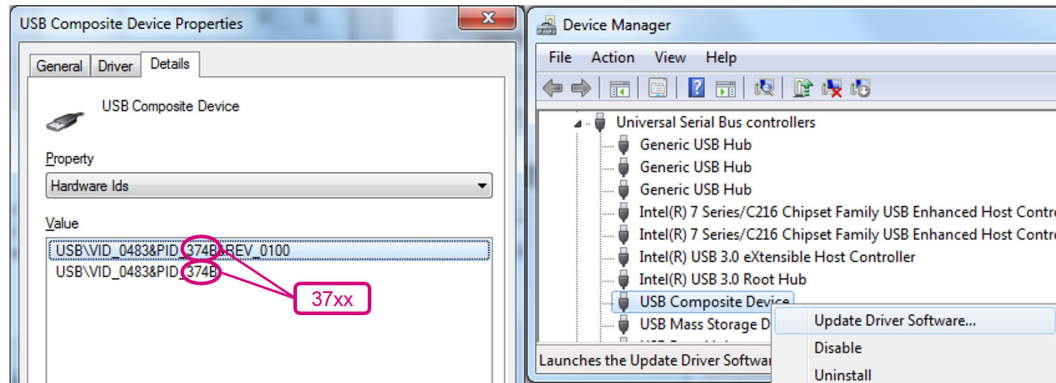 USB Composite Device Properties
General Driver Details
USB Composite Device
Property
Hardware Ids
Value
USB\VID_0483&PID_374B&REV_0100
USB\VID_0483&PID_374B
37xx
Device Manager
File Action View Help
Universal Serial Bus controllers
Generic USB Hub
Generic USB Hub
Generic USB Hub
Intel(R) 7 Series/C216 Chipset Family USB Enhanced Host Contr
Intel(R) 7 Series/C216 Chipset Family USB Enhanced Host Contr
Intel(R) USB 3.0 eXtensible Host Controller
Intel(R) USB 3.0 Root Hub
USB Composite Device
USB Mass Storage D
Launches the Update Driver Softwa
Update Driver Software...
Disable
Uninstall